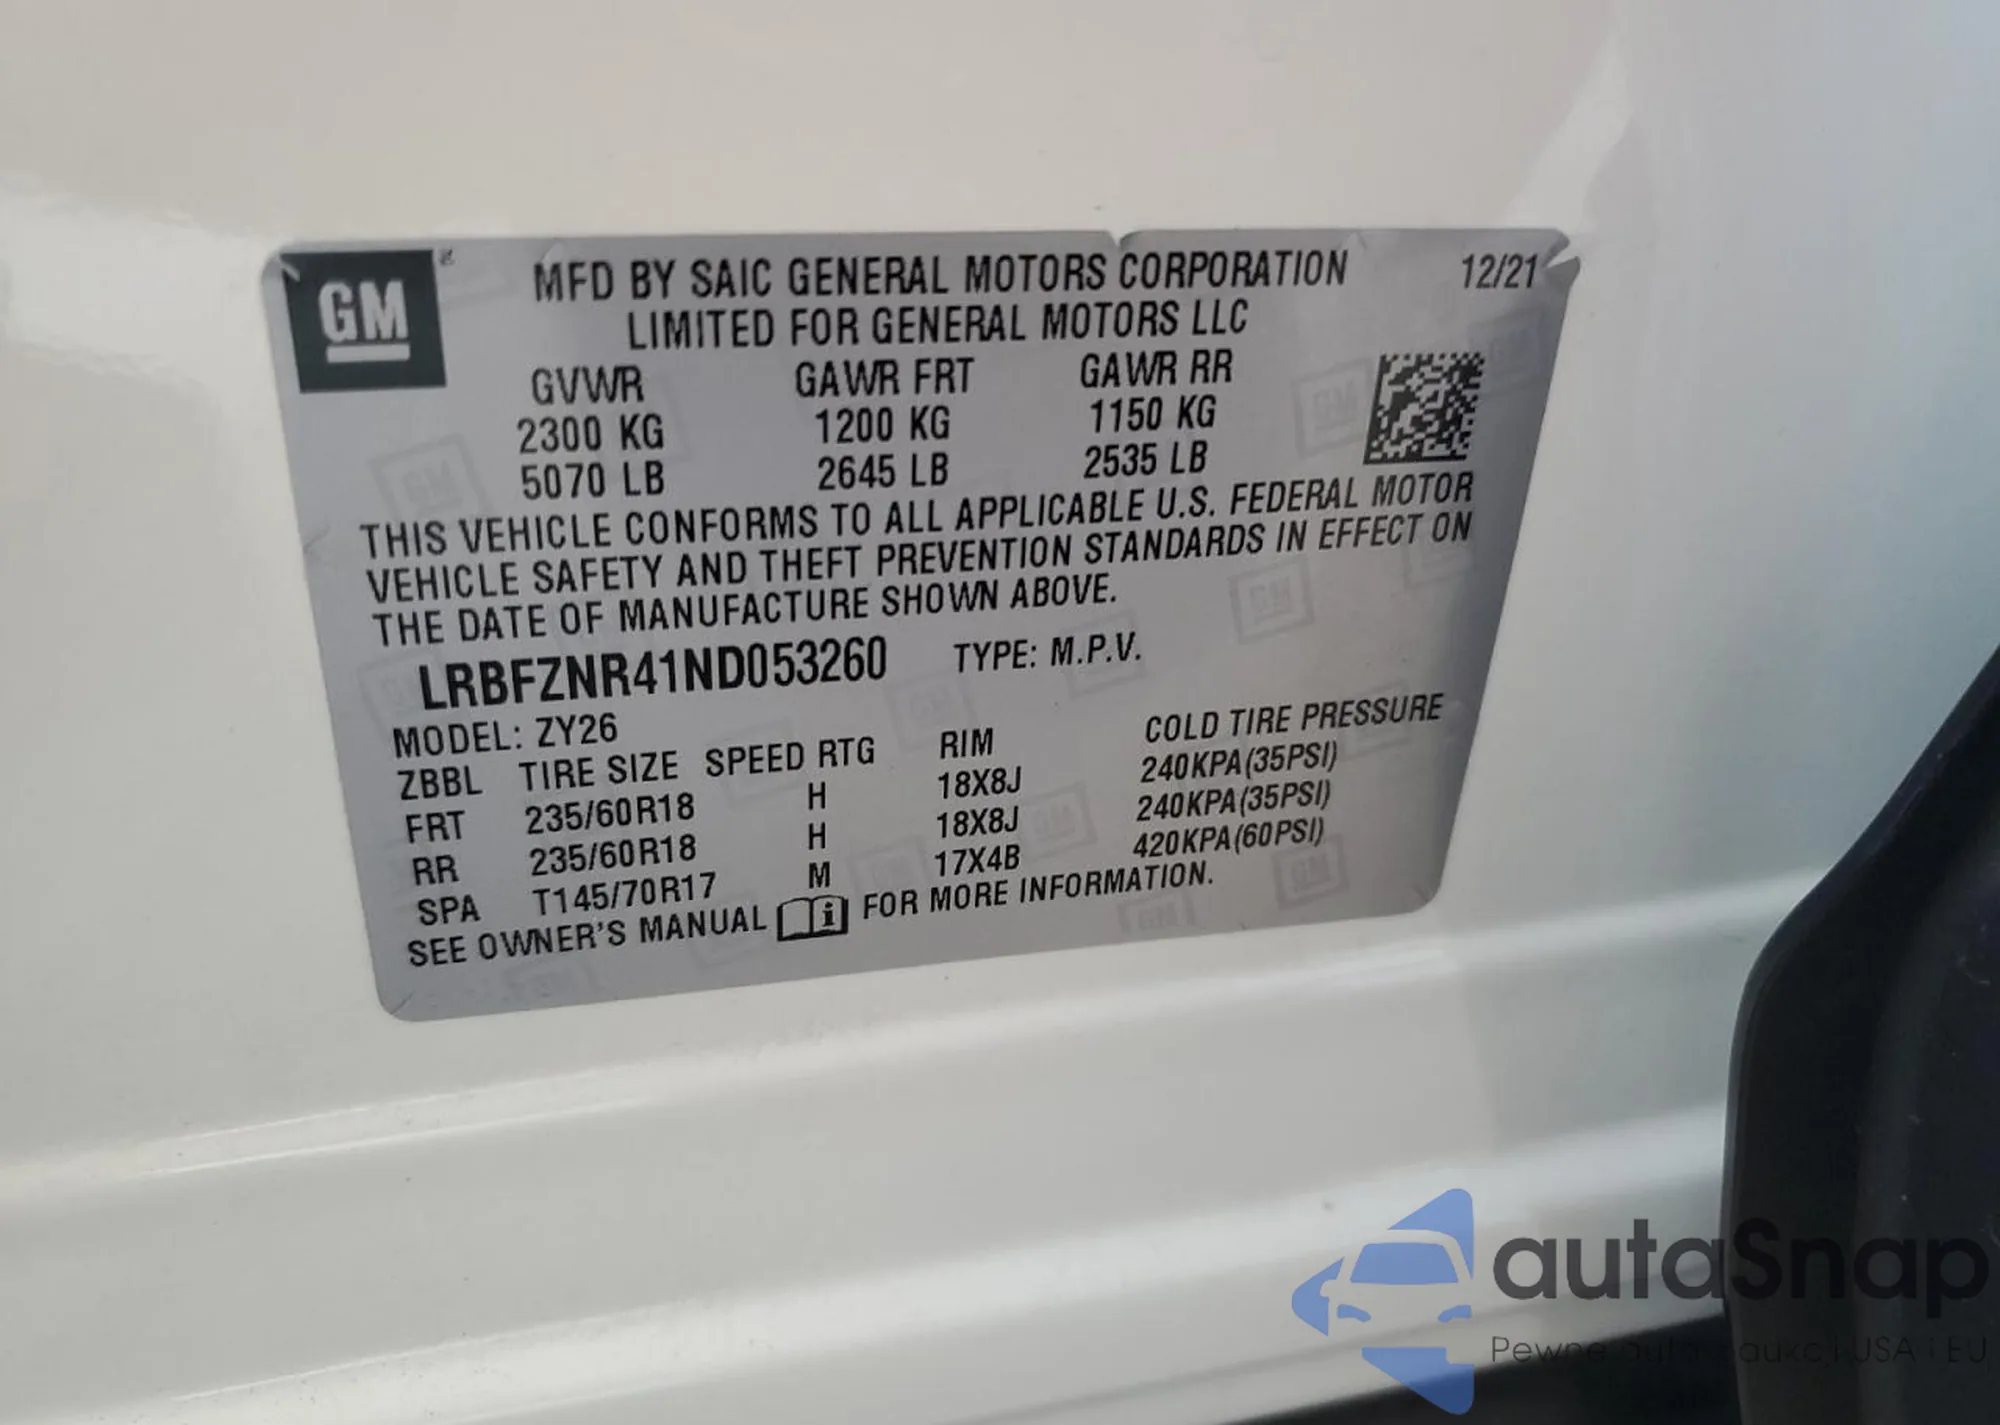 GM
MFD BY SAIC GENERAL MOTORS CORPORATION 12/21
LIMITED FOR GENERAL MOTORS LLC
GVWR GAWR FRT GAWR RR
2300 KG 1200 KG 1150 KG
5070 LB 2645 LB 2535 LB
THIS VEHICLE CONFORMS TO ALL APPLICABLE U.S. FEDERAL MOTOR
VEHICLE SAFETY AND THEFT PREVENTION STANDARDS IN EFFECT ON
THE DATE OF MANUFACTURE SHOWN ABOVE.
LRBFZNR41ND053260 TYPE: M.P.V.
MODEL: ZY26
ZBBL TIRE SIZE SPEED RTG RIM COLD TIRE PRESSURE
FRT 235/60R18 H 18X8J 240KPA(35PSI)
RR 235/60R18 H 18X8J 240KPA(35PSI)
SPA T145/70R17 M 17X4B 420KPA(60PSI)
SEE OWNER'S MANUAL i FOR MORE INFORMATION.
autaSnap
Pewne auta USA i EU